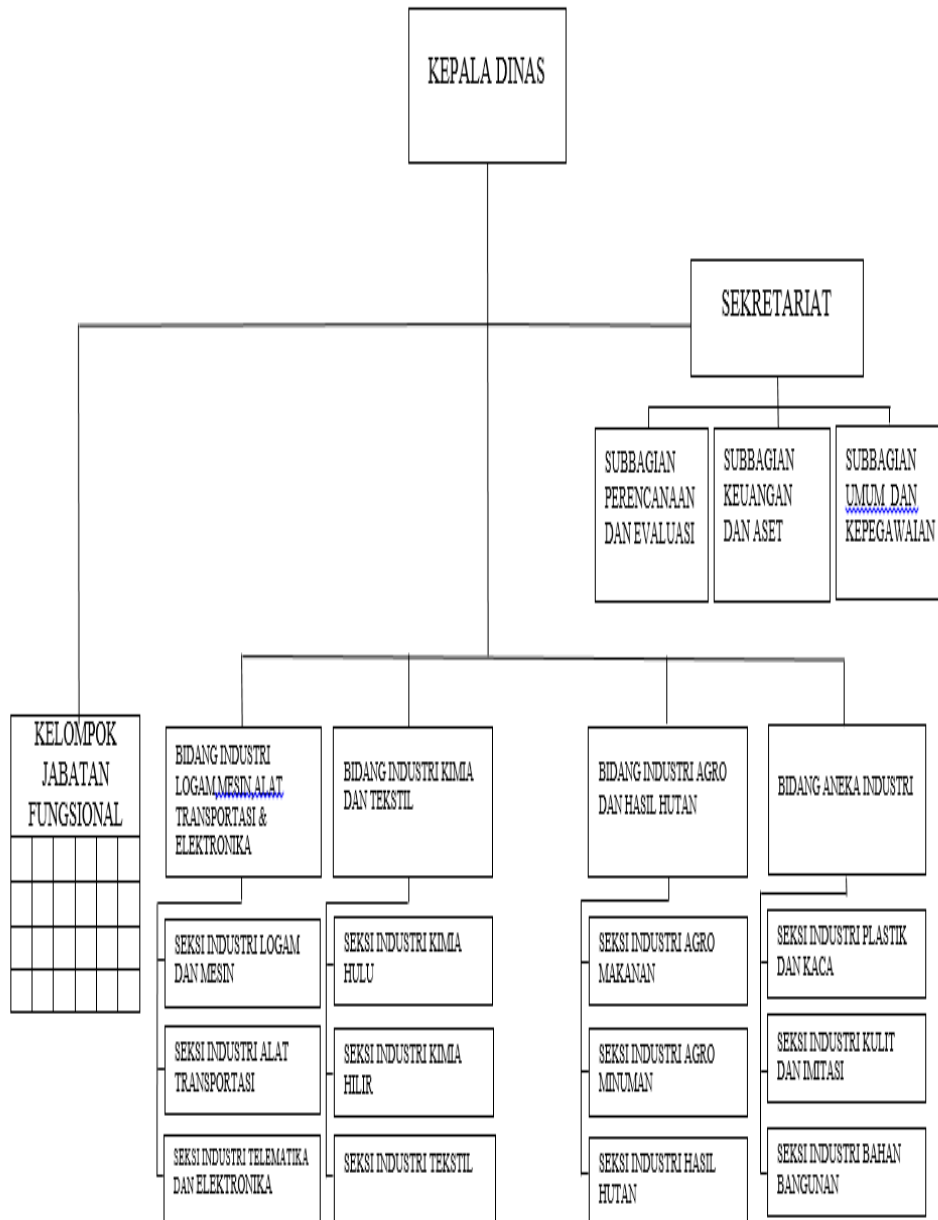 KEPALA DINAS
SEKRETARIAT
SUBBAGIAN
PERENCANAAN
DAN EVALUASI
SUBBAGIAN
KEUANGAN
DAN ASET
SUBBAGIAN
UMUM DAN
KEPEGAWAIAN
KELOMPOK
JABATAN
FUNGSIONAL
BIDANG INDUSTRI
LOGAM,MESIN,ALAT
TRANSPORTASI &
ELEKTRONIKA
BIDANG INDUSTRI KIMIA
DAN TEKSTIL
BIDANG INDUSTRI AGRO
DAN HASIL HUTAN
BIDANG ANEKA INDUSTRI
SEKSI INDUSTRI LOGAM
DAN MESIN
SEKSI INDUSTRI ALAT
TRANSPORTASI
SEKSI INDUSTRI TELEMATIKA
DAN ELEKTRONIKA
SEKSI INDUSTRI KIMIA
HULU
SEKSI INDUSTRI KIMIA
HILIR
SEKSI INDUSTRI TEKSTIL
SEKSI INDUSTRI AGRO
MAKANAN
SEKSI INDUSTRI AGRO
MINUMAN
SEKSI INDUSTRI HASIL
HUTAN
SEKSI INDUSTRI PLASTIK
DAN KACA
SEKSI INDUSTRI KULIT
DAN IMITASI
SEKSI INDUSTRI BAHAN
BANGUNAN